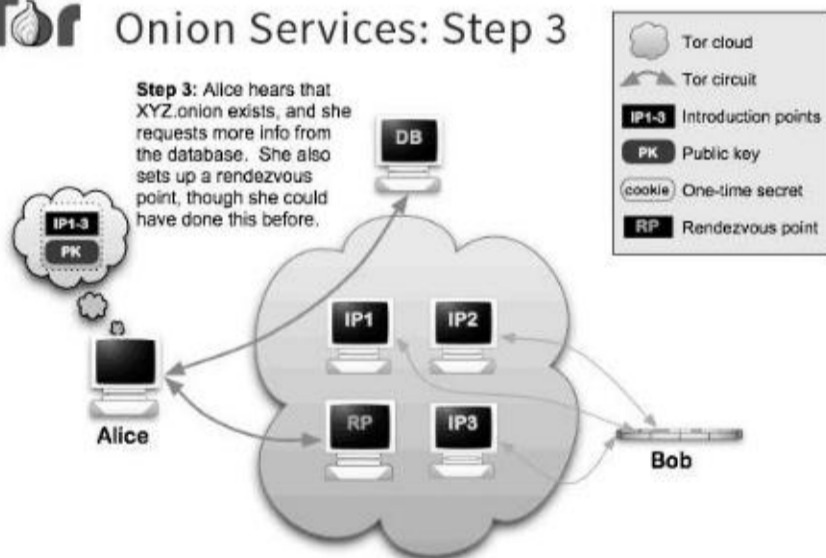 Tor Onion Services: Step 3
Step 3: Alice hears that
XYZ.onion exists, and she
requests more info from
the database. She also
sets up a rendezvous
point, though she could
have done this before.
Tor cloud
Tor circuit
IP1-3 Introduction points
PK Public key
cookie One-time secret
RP Rendezvous point
DB
IP1-3
PK
IP1
IP2
Alice
RP
IP3
Bob